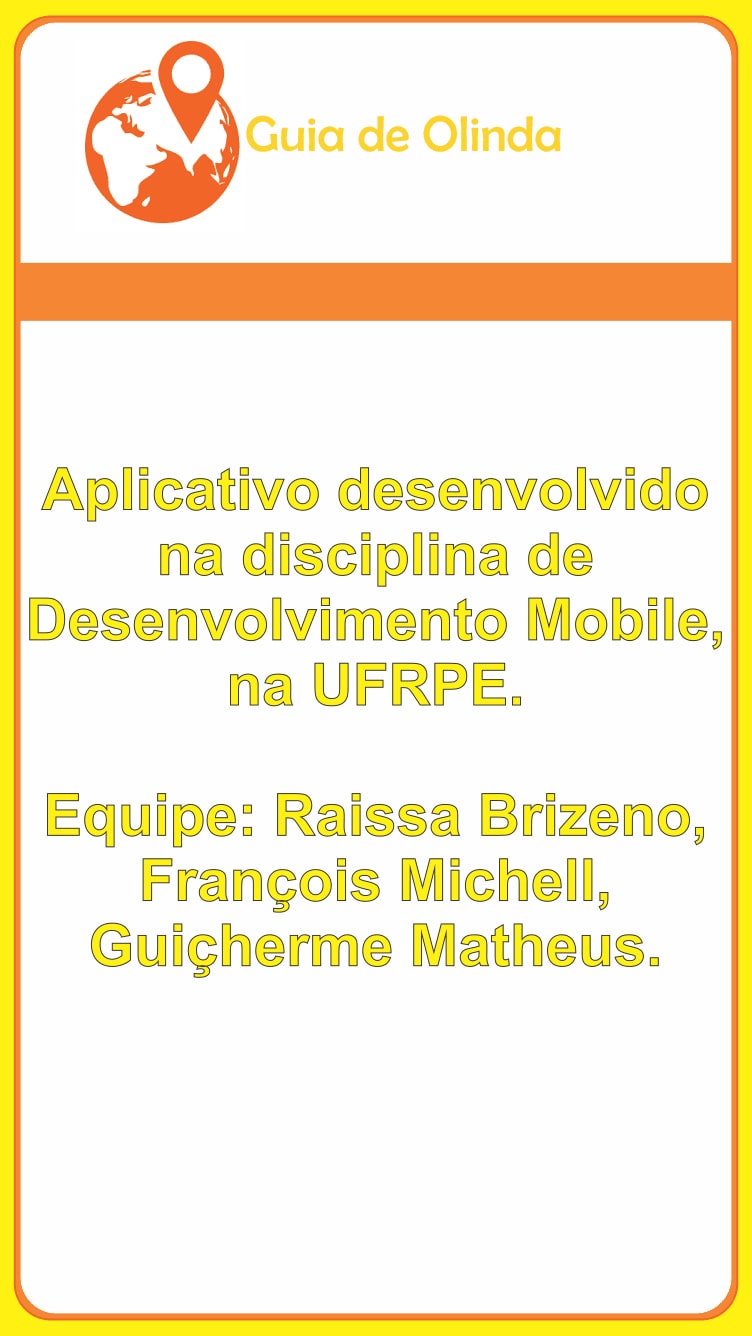 Guia de Olinda
Aplicativo desenvolvido
na disciplina de
Desenvolvimento Mobile,
na UFRPE.
Equipe: Raissa Brizeno,
François Michell,
Guiçherme Matheus.